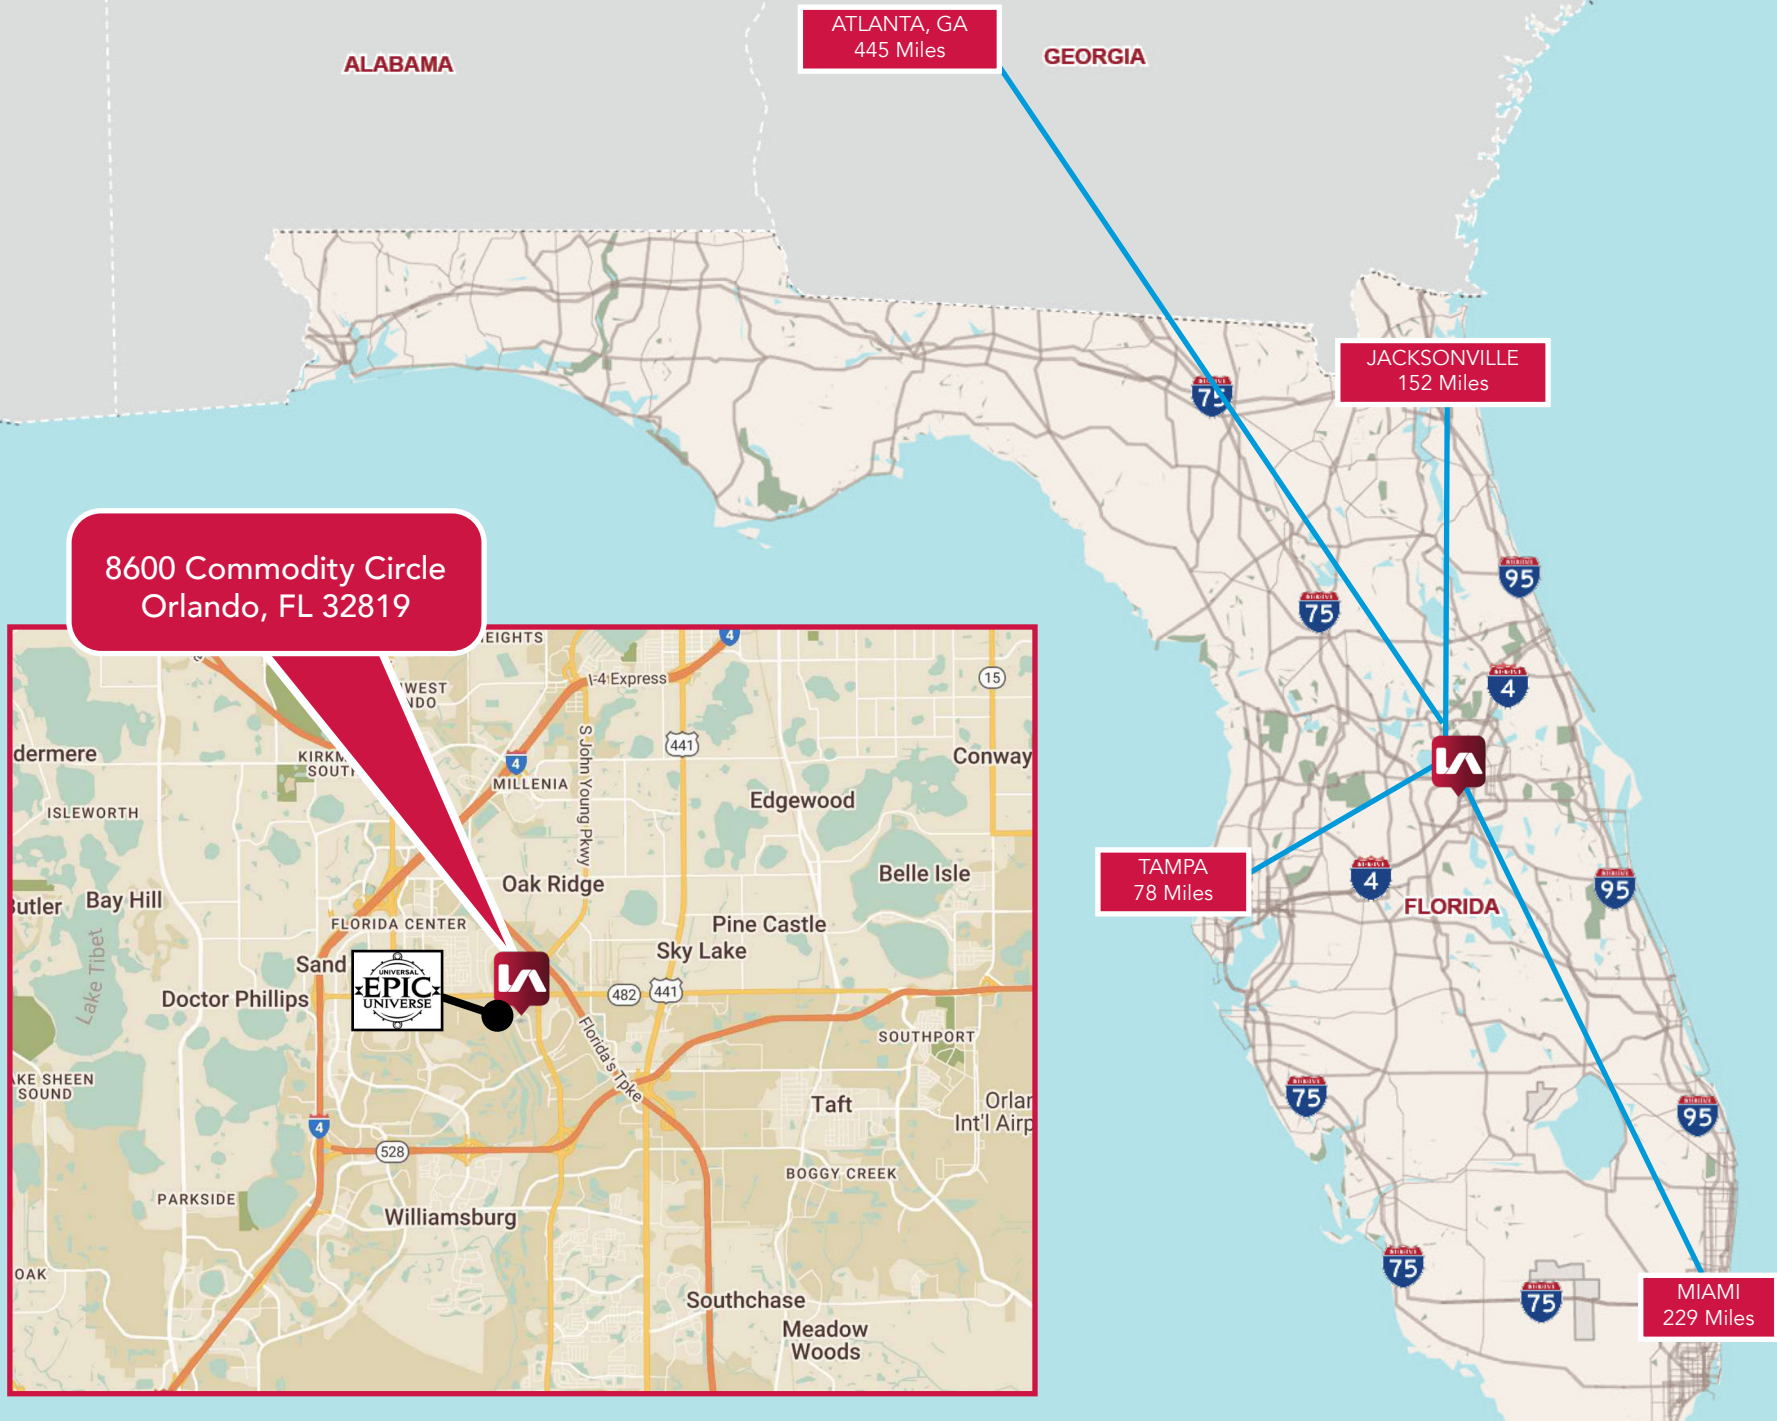 ATLANTA, GA
445 Miles
ALABAMA
GEORGIA
JACKSONVILLE
152 Miles
75
95
75
4
TAMPA
78 Miles
4
FLORIDA
95
75
95
75
75
MIAMI
229 Miles
8600 Commodity Circle
Orlando, FL 32819
EIGHTS
4
I-4 Express
15
WEST
NDO
S John Young Pkwy
441
dermere
KIRKM
SOUTH
4
MILLENIA
Conway
Edgewood
ISLEWORTH
Oak Ridge
Belle Isle
Butler
Bay Hill
FLORIDA CENTER
Pine Castle
Sky Lake
Lake Tibet
Sand
UNIVERSAL
EPIC
UNIVERSE
Doctor Phillips
482
441
Florida's Tpke
SOUTHPORT
AKE SHEEN
SOUND
Taft
Orlan
Int'l Airp
4
528
BOGGY CREEK
PARKSIDE
Williamsburg
OAK
Southchase
Meadow
Woods